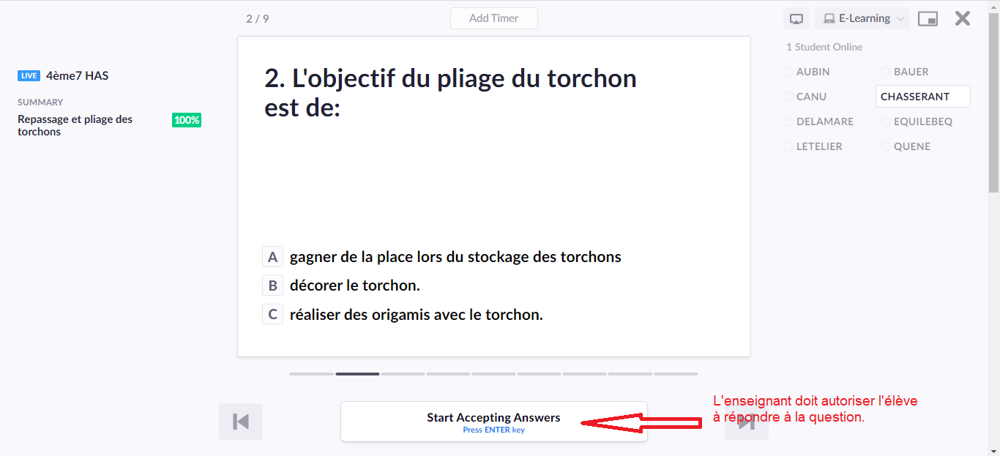 2 / 9
Add Timer
E-Learning
1 Student Online
LIVE 4ème7 HAS
SUMMARY
Repassage et pliage des
torchons
100%
AUBIN
BAUER
CANU
CHASSERANT
DELAMARE
EQUILEBEQ
LETELIER
QUENE
2. L'objectif du pliage du torchon
est de:
A gagner de la place lors du stockage des torchons
B décorer le torchon.
C réaliser des origamis avec le torchon.
Start Accepting Answers
Press ENTER key
L'enseignant doit autoriser l'élève
à répondre à la question.